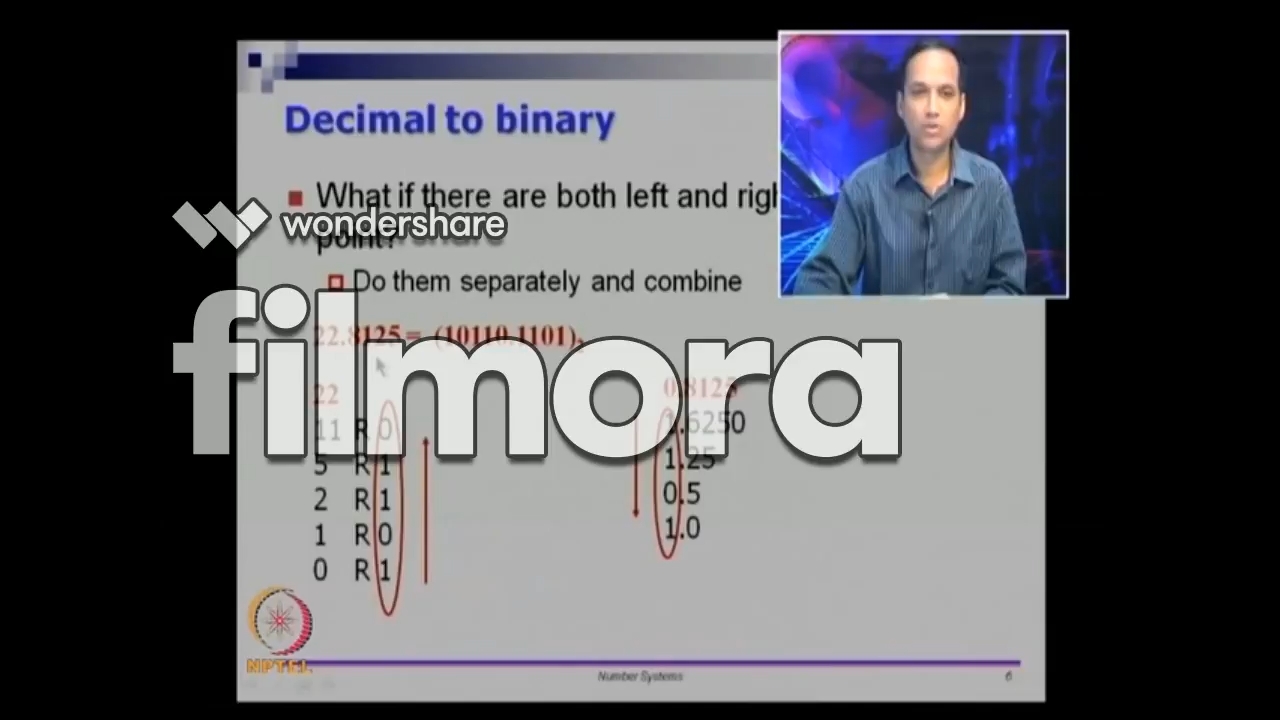 Decimal to binary
What if there are both left and righ
point?
Do them separately and combine
wondershare
filmora
22.8125 = (10110.1101)2
22
11 R 0
5 R 1
2 R 1
1 R 0
0 R 1
0.8125
1.6250
1.25
0.5
1.0
NPTEL
Number Systems
6